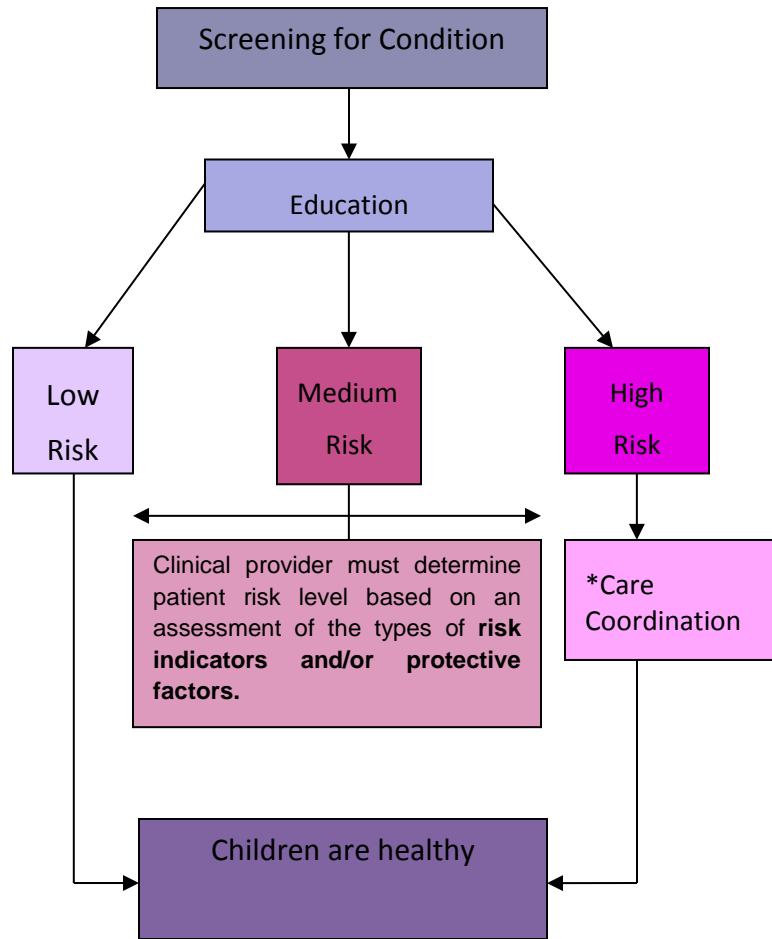 Screening for Condition
Education
Low
Risk
Medium
Risk
High
Risk
Clinical provider must determine
patient risk level based on an
assessment of the types of risk
indicators and/or protective
factors.
*Care
Coordination
Children are healthy